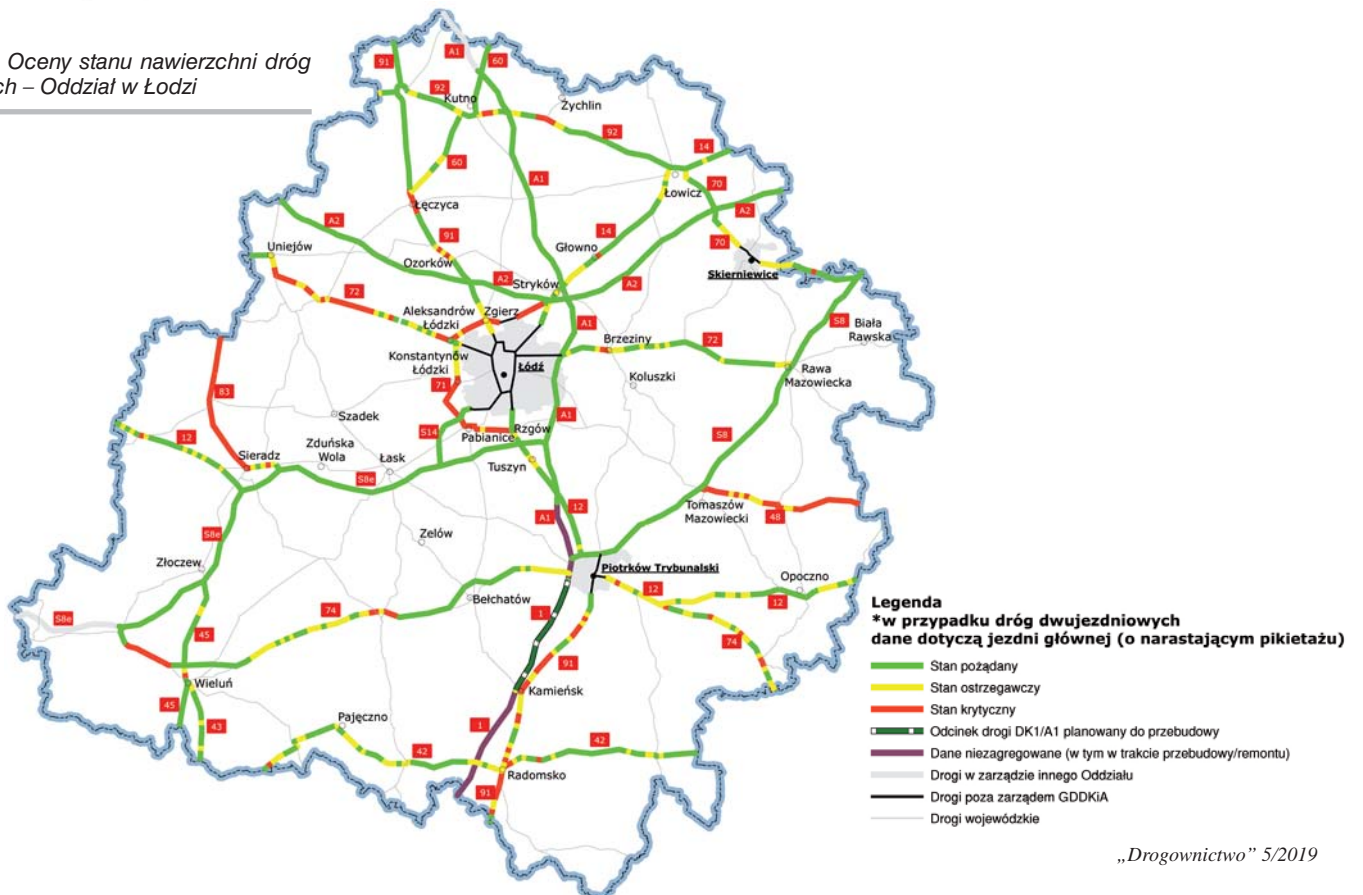 Oceny stanu nawierzchni dróg
ch – Oddział w Łodzi
91
A1
60
92
Kutno
Żychlin
92
14
60
A1
Łowicz
70
Łęczyca
A2
A2
91
14
Głowno
70
Uniejów
Ozorków
Skierniewice
A2
Stryków
A2
72
Aleksandrów
Łódzki
Zgierz
S8
Biała
Rawska
A1
Brzeziny
72
Konstantynów
Łódzki
Łódź
Koluszki
Rawa
Mazowiecka
83
71
Szadek
A1
S14
Pabianice
Rzgów
S8
12
Sieradz
Zduńska
Wola
Łask
Tuszyn
S8e
Tomaszów
Mazowiecki
48
12
A1
S8e
Zelów
Złoczew
Piotrków Trybunalski
Opoczno
12
12
Bełchatów
74
1
S8e
45
74
91
Wieluń
Kamieńsk
45
43
Pajęczno
1
42
42
Radomsko
91
Legenda
*w przypadku dróg dwujezdniowych
dane dotyczą jezdni głównej (o narastającym pikietażu)
Stan pożądany
Stan ostrzegawczy
Stan krytyczny
Odcinek drogi DK1/A1 planowany do przebudowy
Dane niezagregowane (w tym w trakcie przebudowy/remontu)
Drogi w zarządzie innego Oddziału
Drogi poza zarządem GDDKiA
Drogi wojewódzkie
„Drogownictwo” 5/2019